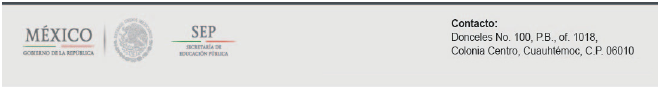 MÉXICO
GOBIERNO DE LA REPÚBLICA
SEP
SECRETARÍA DE
EDUCACIÓN PÚBLICA
Contacto:
Donceles No. 100, P.B., of. 1018,
Colonia Centro, Cuauhtémoc, C.P. 06010